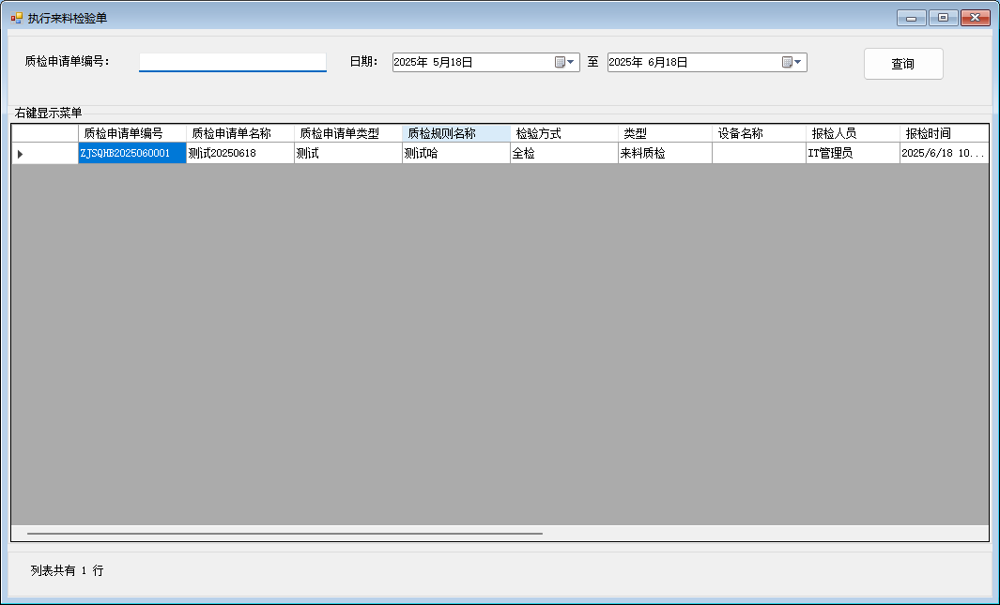 执行来料检验单
质检申请单编号： 日期： 2025年 5月18日 至 2025年 6月18日 查询
右键显示菜单
质检申请单编号 质检申请单名称 质检申请单类型 质检规则名称 检验方式 类型 设备名称 报检人员 报检时间
ZJSQHB2025060001 测试20250618 测试 测试哈 全检 来料质检 IT管理员 2025/6/18 10...
列表共有 1 行